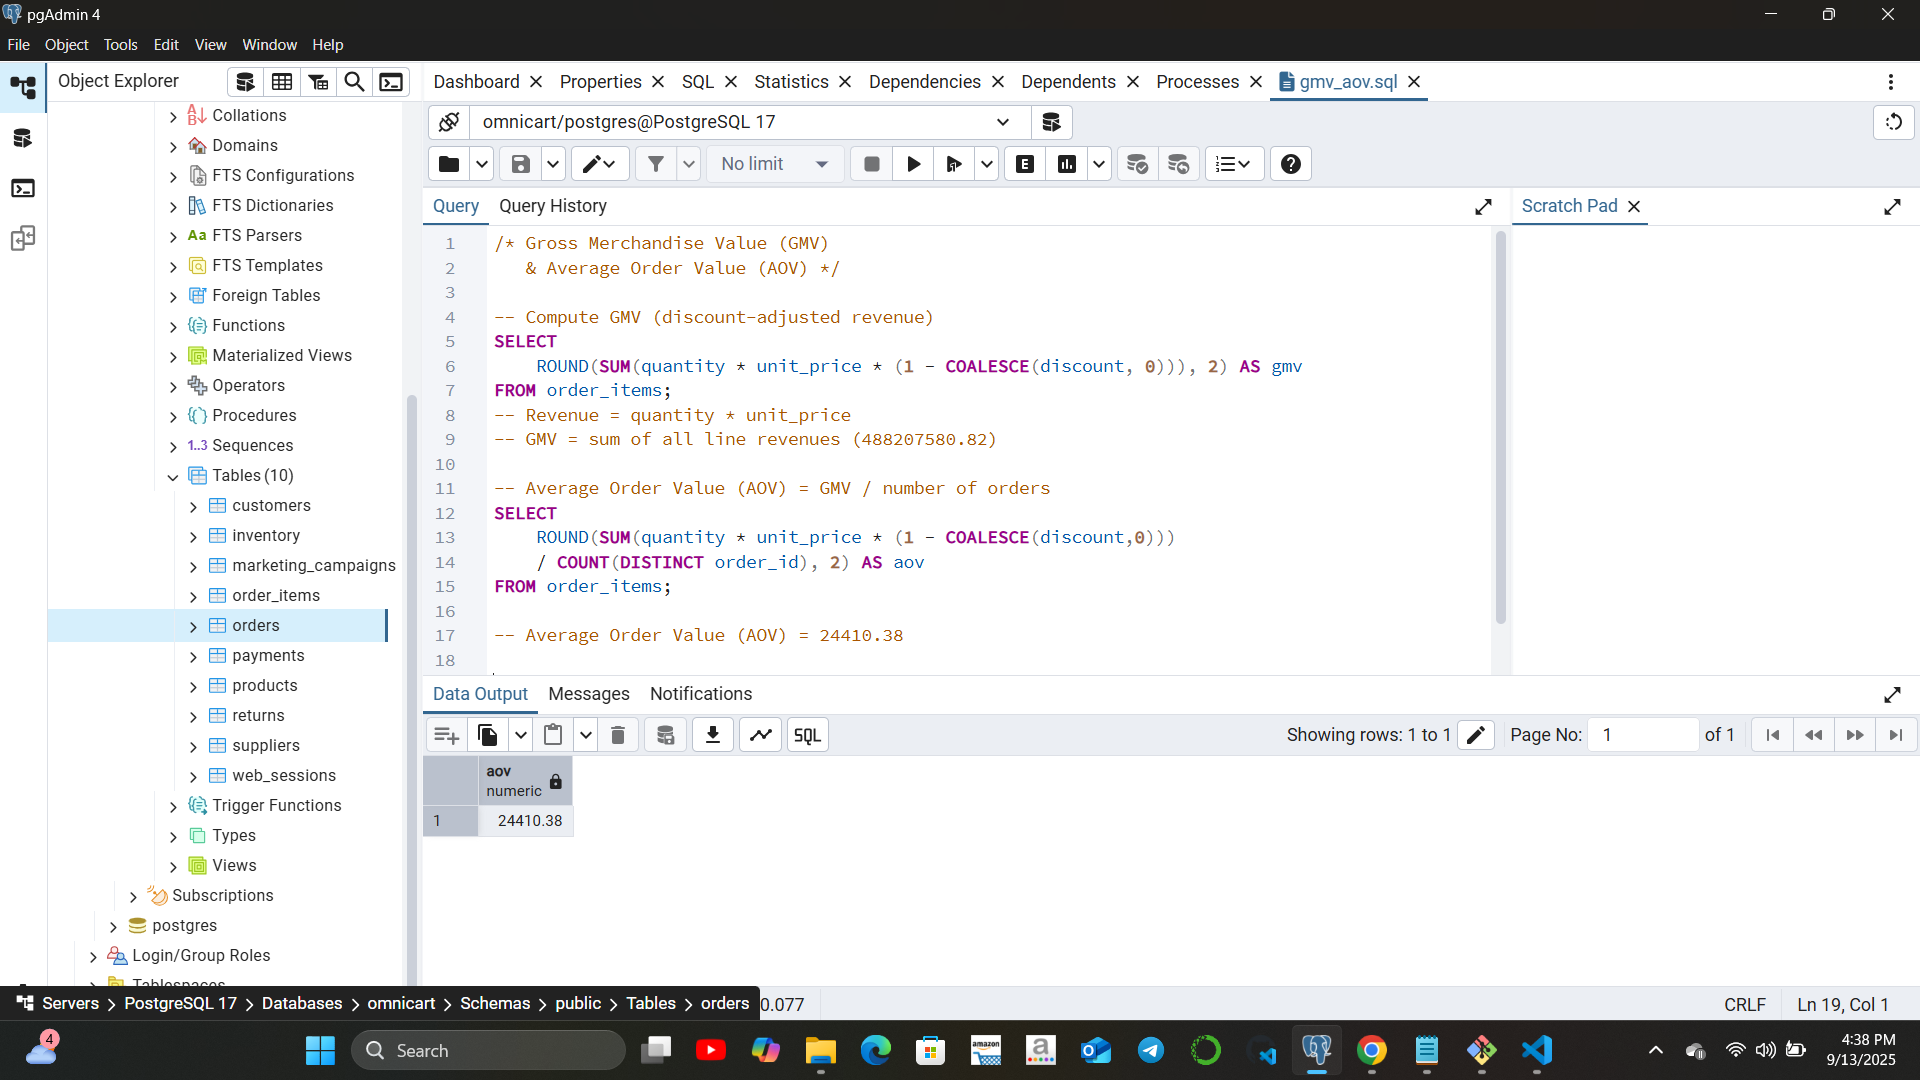 pgAdmin 4
File Object Tools Edit View Window Help
Object Explorer
Dashboard Properties SQL Statistics Dependencies Dependents Processes gmv_aov.sql
omnicart/postgres@PostgreSQL 17
No limit
E
Query Query History
Scratch Pad
Collations
Domains
FTS Configurations
FTS Dictionaries
Aa FTS Parsers
FTS Templates
Foreign Tables
Functions
Materialized Views
Operators
Procedures
1..3 Sequences
Tables (10)
customers
inventory
marketing_campaigns
order_items
orders
payments
products
returns
suppliers
web_sessions
Trigger Functions
Types
Views
Subscriptions
postgres
Login/Group Roles
Tablespaces
1 /* Gross Merchandise Value (GMV)
2 & Average Order Value (AOV) */
3
4 -- Compute GMV (discount-adjusted revenue)
5 SELECT
6 ROUND(SUM(quantity * unit_price * (1 - COALESCE(discount, 0))), 2) AS gmv
7 FROM order_items;
8 -- Revenue = quantity * unit_price
9 -- GMV = sum of all line revenues (488207580.82)
10
11 -- Average Order Value (AOV) = GMV / number of orders
12 SELECT
13 ROUND(SUM(quantity * unit_price * (1 - COALESCE(discount,0)))
14 / COUNT(DISTINCT order_id), 2) AS aov
15 FROM order_items;
16
17 -- Average Order Value (AOV) = 24410.38
18
Data Output Messages Notifications
SQL
Showing rows: 1 to 1 Page No: 1 of 1
aov
numeric
1 24410.38
Servers > PostgreSQL 17 > Databases > omnicart > Schemas > public > Tables > orders
0.077
CRLF Ln 19, Col 1
4
Search
amazon
a
4:38 PM
9/13/2025